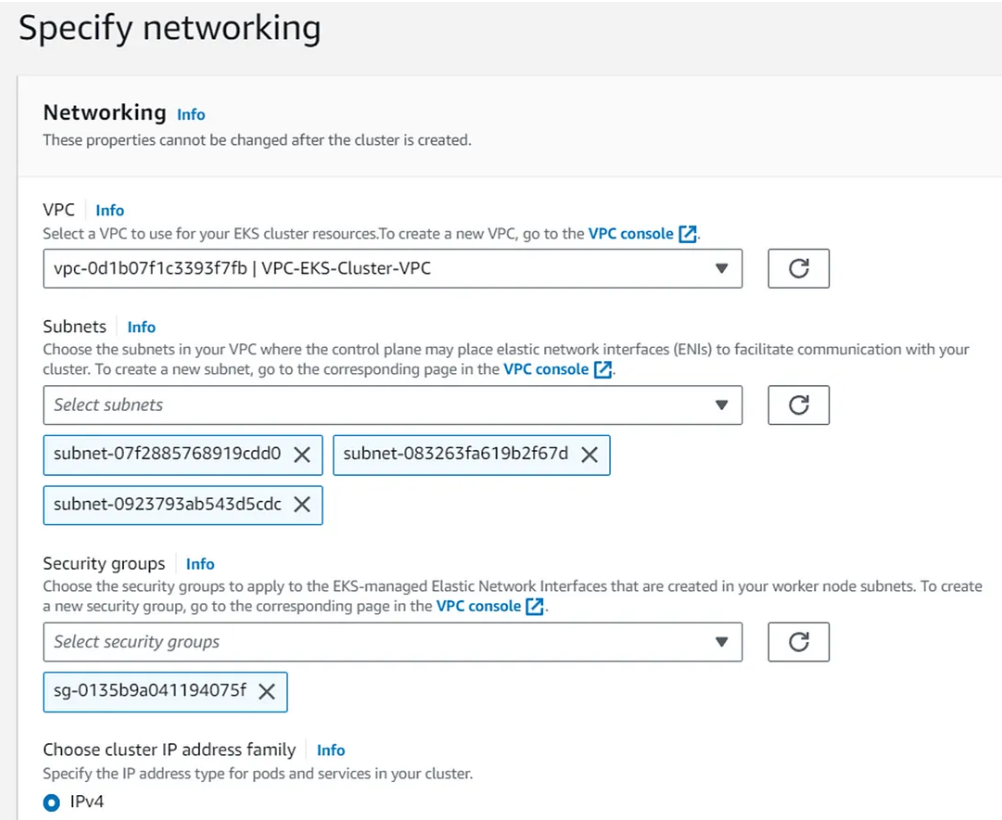 Specify networking
Networking Info
These properties cannot be changed after the cluster is created.
VPC Info
Select a VPC to use for your EKS cluster resources.To create a new VPC, go to the VPC console.
vpc-0d1b07f1c3393f7fb | VPC-EKS-Cluster-VPC
Subnets Info
Choose the subnets in your VPC where the control plane may place elastic network interfaces (ENIs) to facilitate communication with your
cluster. To create a new subnet, go to the corresponding page in the VPC console.
Select subnets
subnet-07f2885768919cdd0 subnet-083263fa619b2f67d
subnet-0923793ab543d5cdc
Security groups Info
Choose the security groups to apply to the EKS-managed Elastic Network Interfaces that are created in your worker node subnets. To create
a new security group, go to the corresponding page in the VPC console.
Select security groups
sg-0135b9a041194075f
Choose cluster IP address family Info
Specify the IP address type for pods and services in your cluster.
IPv4